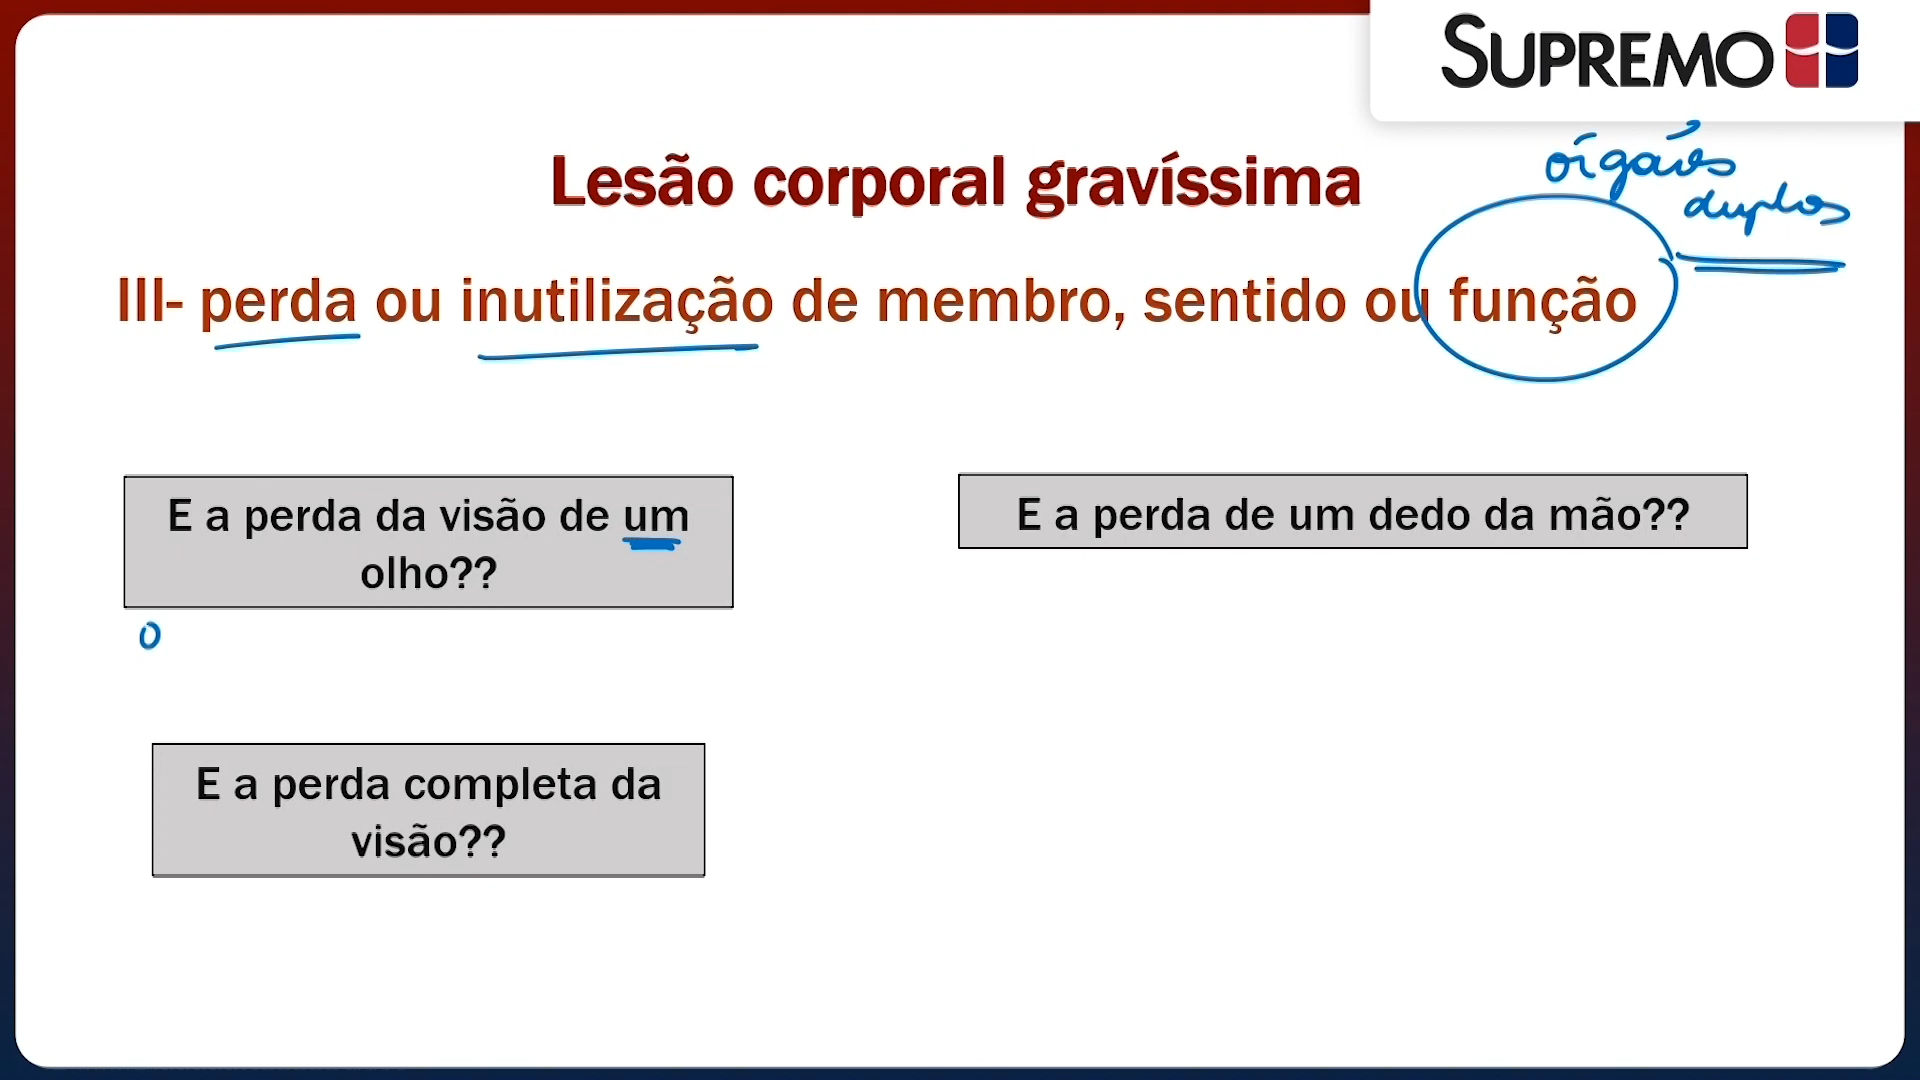 SUPREMO
órgãos
duplos
Lesão corporal gravíssima
III- perda ou inutilização de membro, sentido ou função
E a perda da visão de um
olho??
o
E a perda completa da
visão??
E a perda de um dedo da mão??